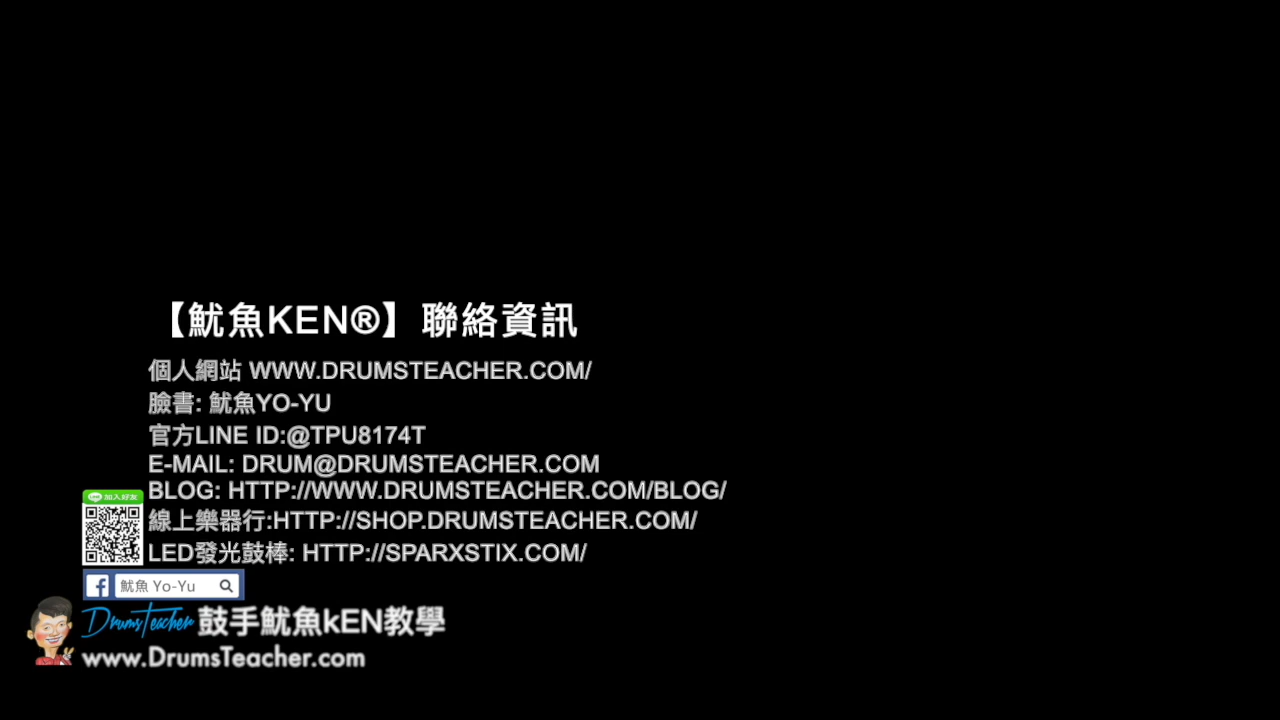 【魷魚KEN®】聯絡資訊
個人網站 WWW.DRUMSTEACHER.COM/
臉書: 魷魚YO-YU
官方LINE ID:@TPU8174T
E-MAIL: DRUM@DRUMSTEACHER.COM
BLOG: HTTP://WWW.DRUMSTEACHER.COM/BLOG/
LINE 加入好友
線上樂器行:HTTP://SHOP.DRUMSTEACHER.COM/
LED發光鼓棒: HTTP://SPARXSTIX.COM/
f 魷魚 Yo-Yu
DrumsTeacher 鼓手魷魚kEN教學
www.DrumsTeacher.com